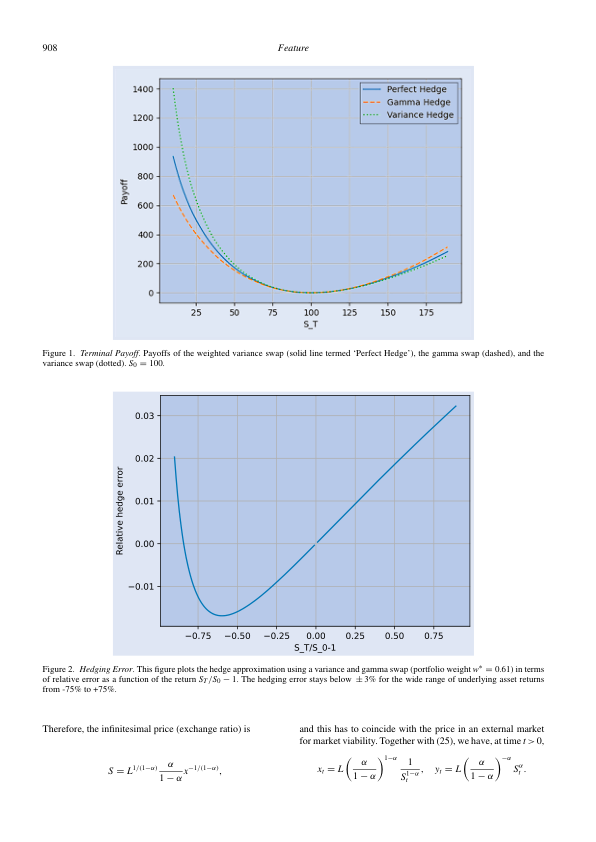 908
Feature
1400
1200
1000
800
600
400
200
0
Payoff
Perfect Hedge
Gamma Hedge
Variance Hedge
25 50 75 100 125 150 175
S_T
Figure 1. Terminal Payoff. Payoffs of the weighted variance swap (solid line termed ‘Perfect Hedge’), the gamma swap (dashed), and the
variance swap (dotted). S₀ = 100.
0.03
0.02
0.01
0.00
−0.01
Relative hedge error
−0.75 −0.50 −0.25 0.00 0.25 0.50 0.75
S_T/S_0-1
Figure 2. Hedging Error. This figure plots the hedge approximation using a variance and gamma swap (portfolio weight w* = 0.61) in terms
of relative error as a function of the return S_T/S₀ − 1. The hedging error stays below ±3% for the wide range of underlying asset returns
from -75% to +75%.
Therefore, the infinitesimal price (exchange ratio) is
S = L^{1/(1−α)} \frac{α}{1 − α} x^{−1/(1−α)},
and this has to coincide with the price in an external market
for market viability. Together with (25), we have, at time t > 0,
x_t = L \left( \frac{α}{1 − α} \right)^{1−α} \frac{1}{S_t^{1−α}}, y_t = L \left( \frac{α}{1 − α} \right)^{−α} S_t^α.